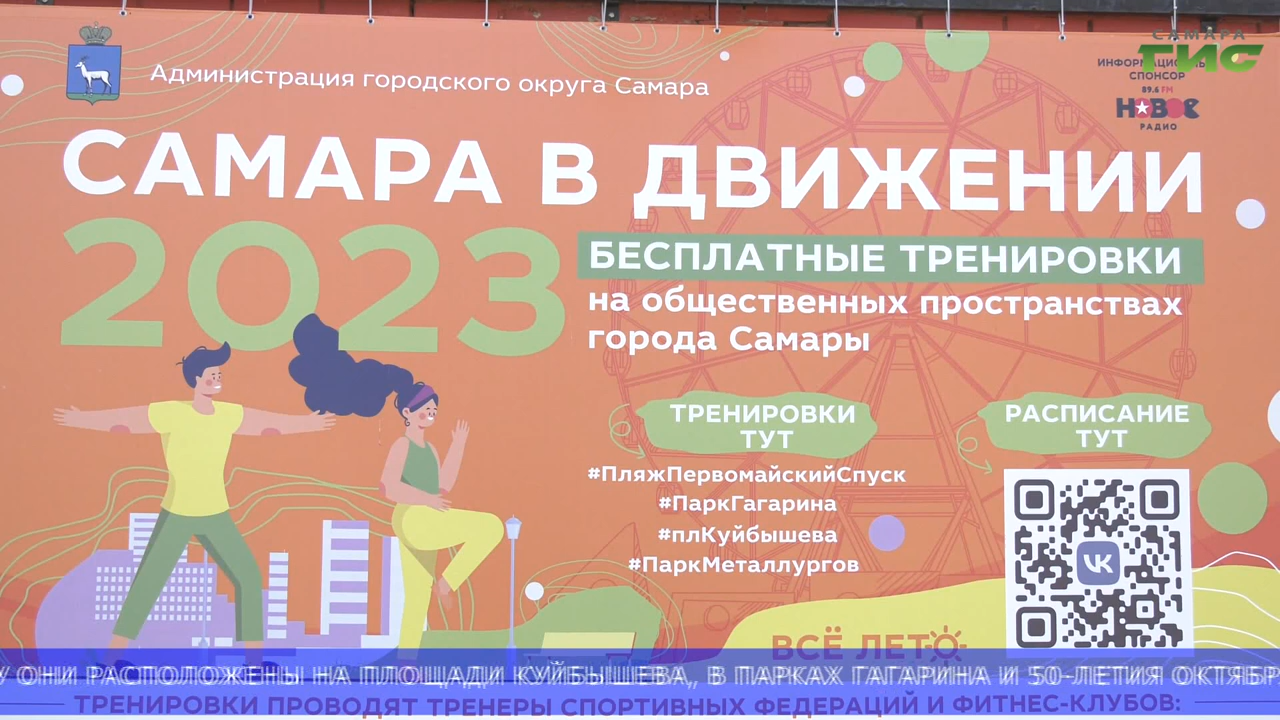 САМАРА
ГИС
Администрация городского округа Самара
СПОНСОР
89.6 FM
НОВОЕ
РАДИО
САМАРА В ДВИЖЕНИИ
2023
БЕСПЛАТНЫЕ ТРЕНИРОВКИ
на общественных пространствах
города Самары
ТРЕНИРОВКИ
ТУТ
#ПляжПервомайскийСпуск
#ПаркГагарина
#плКуйбышева
#ПаркМеталлургов
РАСПИСАНИЕ
ТУТ
ВСЁ ЛЕТО
У ОНИ РАСПОЛОЖЕНЫ НА ПЛОЩАДИ КУЙБЫШЕВА,, В ПАРКАХ ГАГАРИНА И 50-ЛЕТИЯ ОКТЯБР
ТРЕНИРОВКИ ПРОВОДЯТ ТРЕНЕРЫ СПОРТИВНЫХ ФЕДЕРАЦИЙ И ФИТНЕС-КЛУБОВ: